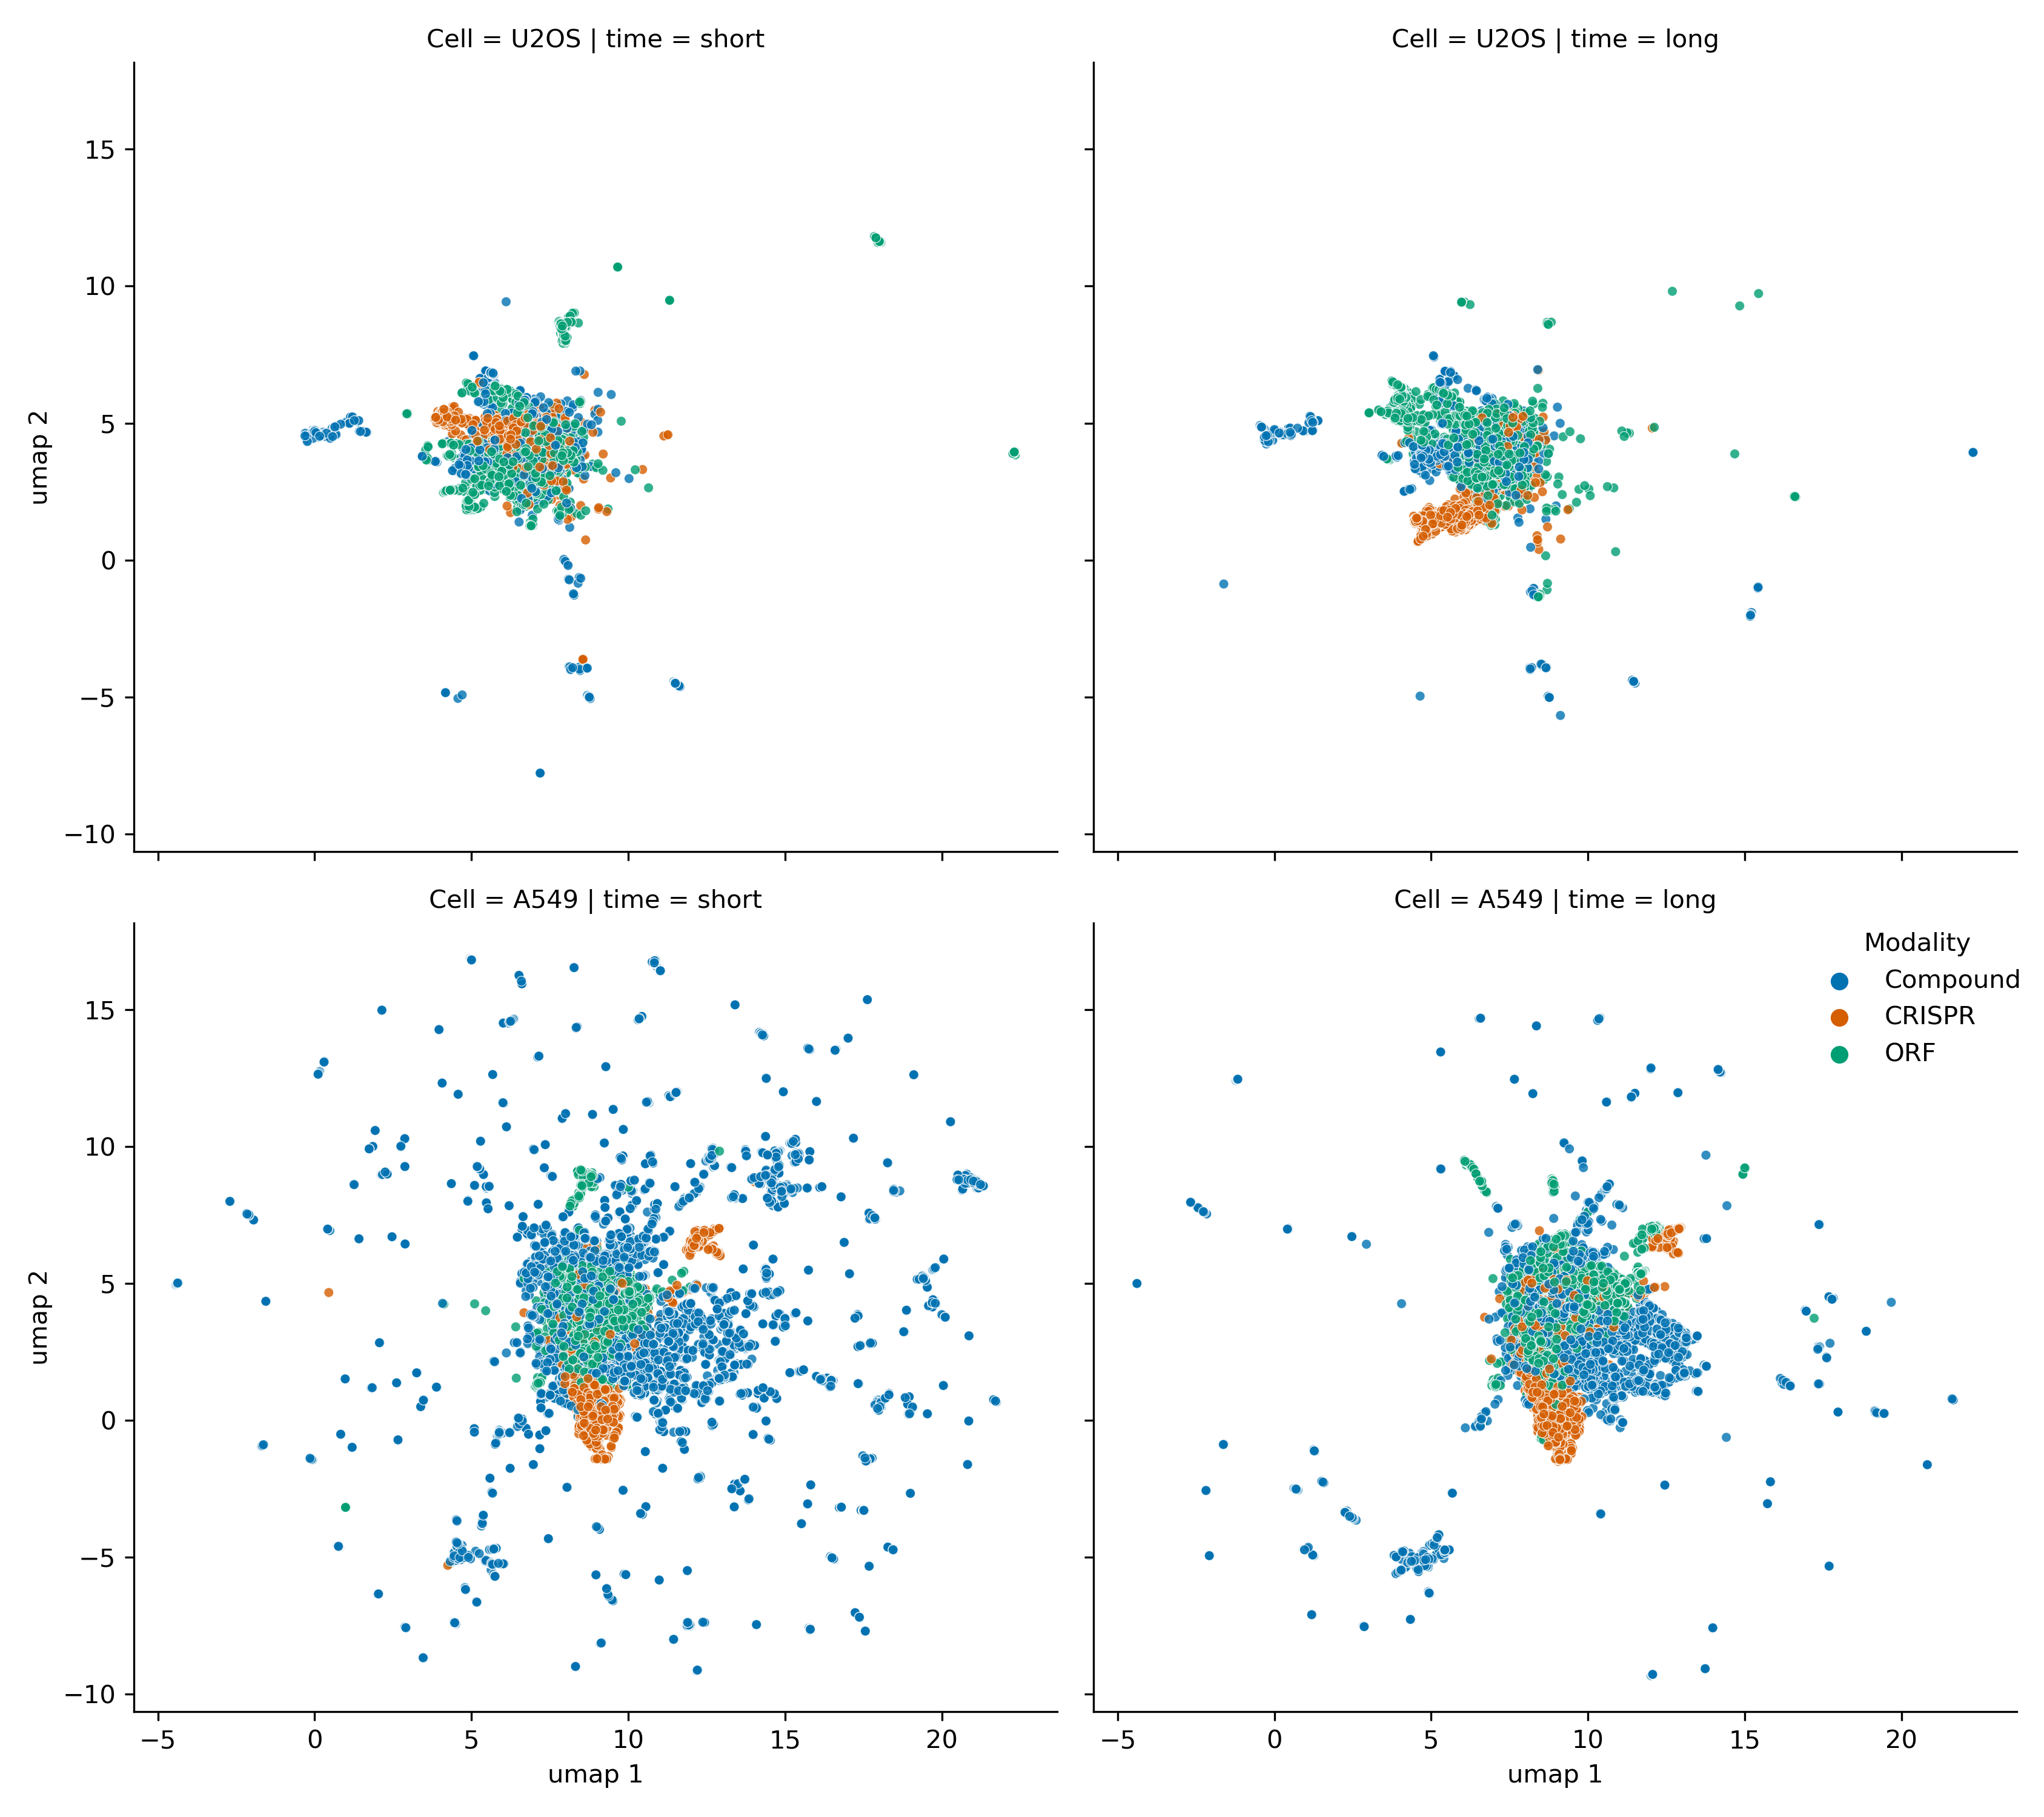 Cell = U2OS | time = short
Cell = U2OS | time = long
umap 2
15
10
5
0
−5
−10
Cell = A549 | time = short
Cell = A549 | time = long
Modality
Compound
CRISPR
ORF
umap 2
15
10
5
0
−5
−10
−5 0 5 10 15 20
−5 0 5 10 15 20
umap 1
umap 1